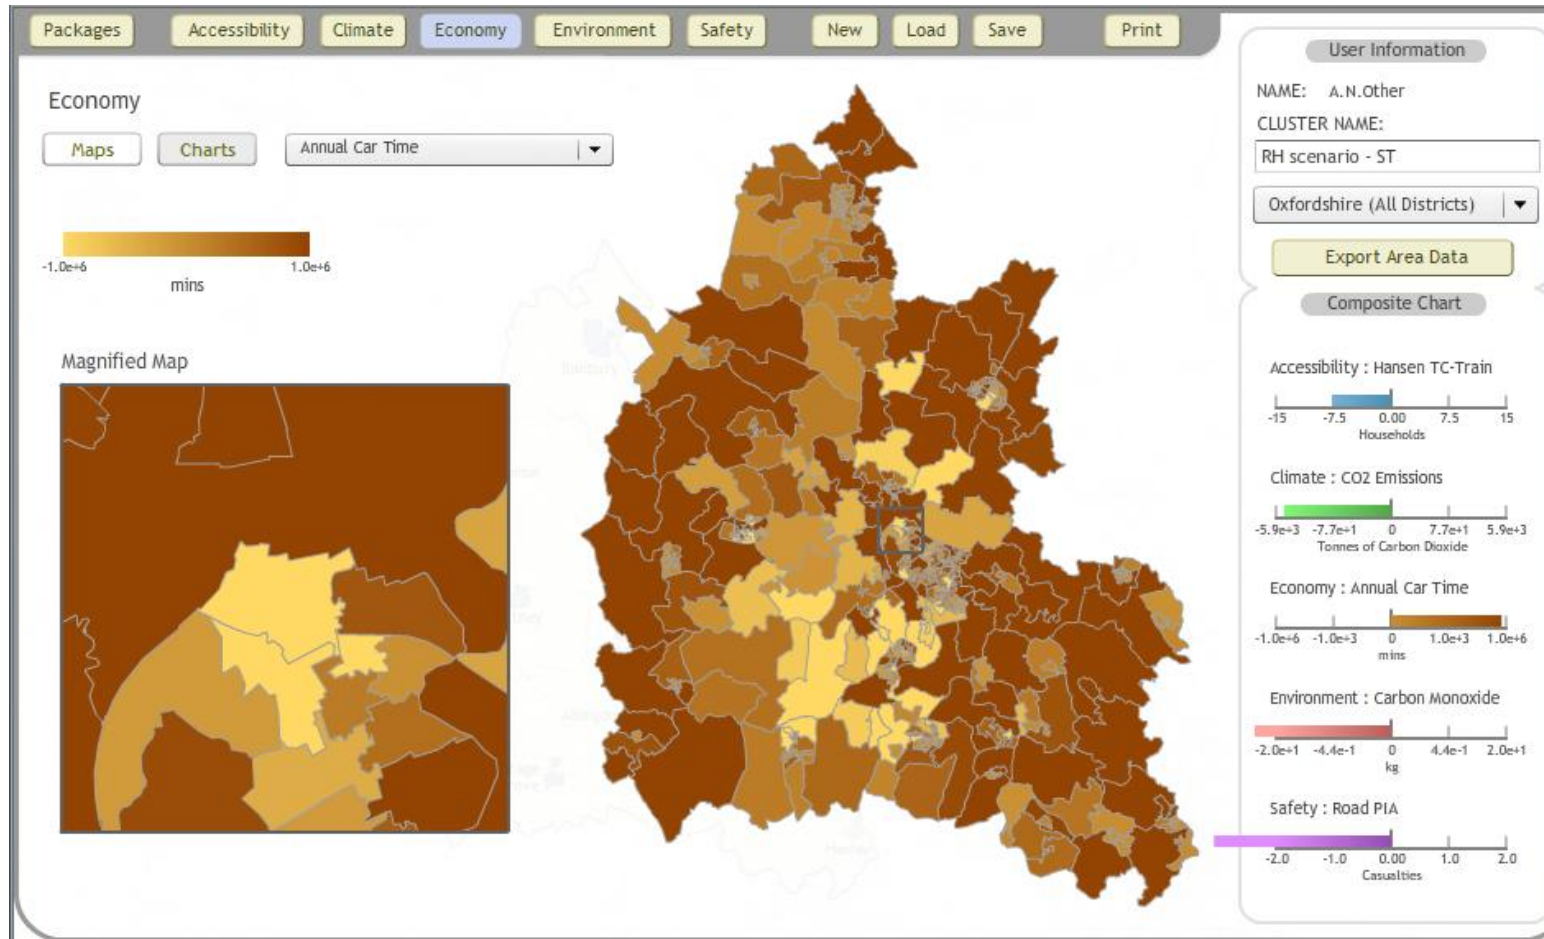 Packages Accessibility Climate Economy Environment Safety New Load Save Print
Economy
Maps Charts Annual Car Time
-1.0e+6 1.0e+6
mins
Magnified Map
User Information
NAME: A.N.Other
CLUSTER NAME:
RH scenario - ST
Oxfordshire (All Districts)
Export Area Data
Composite Chart
Accessibility : Hansen TC-Train
-15 -7.5 0.00 7.5 15
Households
Climate : CO2 Emissions
-5.9e+3 -7.7e+1 0 7.7e+1 5.9e+3
Tonnes of Carbon Dioxide
Economy : Annual Car Time
-1.0e+6 -1.0e+3 0 1.0e+3 1.0e+6
mins
Environment : Carbon Monoxide
-2.0e+1 -4.4e-1 0 4.4e-1 2.0e+1
kg
Safety : Road PIA
-2.0 -1.0 0.00 1.0 2.0
Casualties